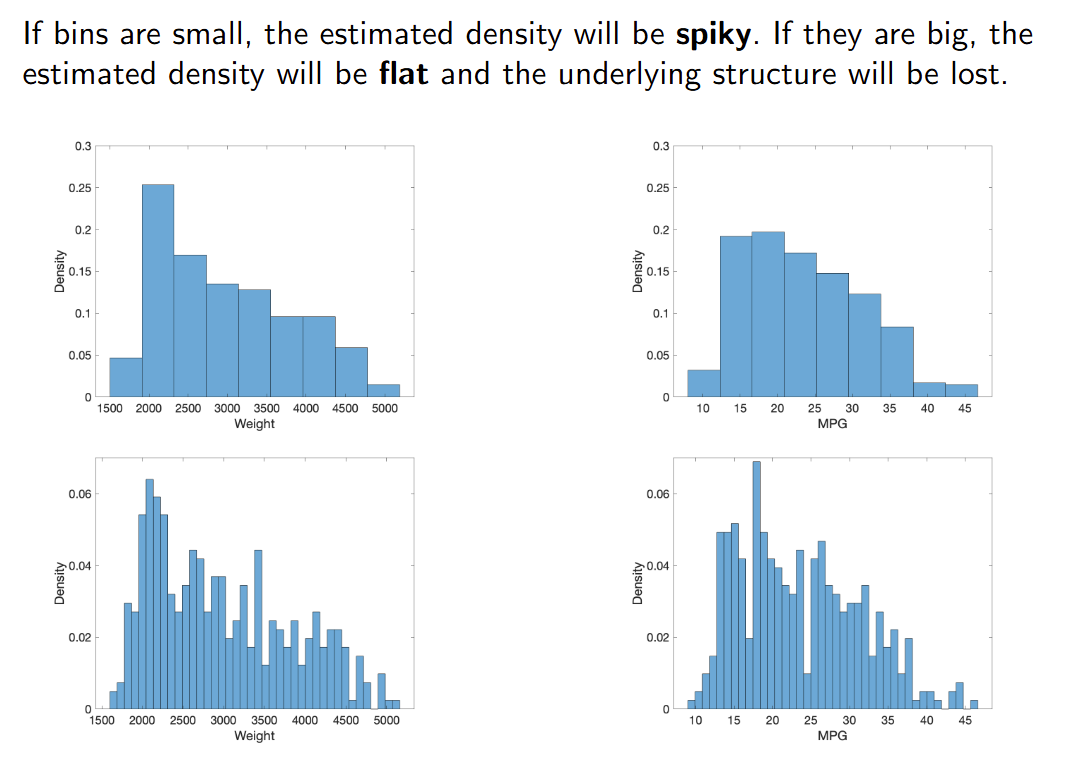 If bins are small, the estimated density will be spiky. If they are big, the
estimated density will be flat and the underlying structure will be lost.
0.3
0.25
0.2
0.15
0.1
0.05
0
Density
1500 2000 2500 3000 3500 4000 4500 5000
Weight
0.3
0.25
0.2
0.15
0.1
0.05
0
Density
10 15 20 25 30 35 40 45
MPG
0.06
0.04
0.02
0
Density
1500 2000 2500 3000 3500 4000 4500 5000
Weight
0.06
0.04
0.02
0
Density
10 15 20 25 30 35 40 45
MPG